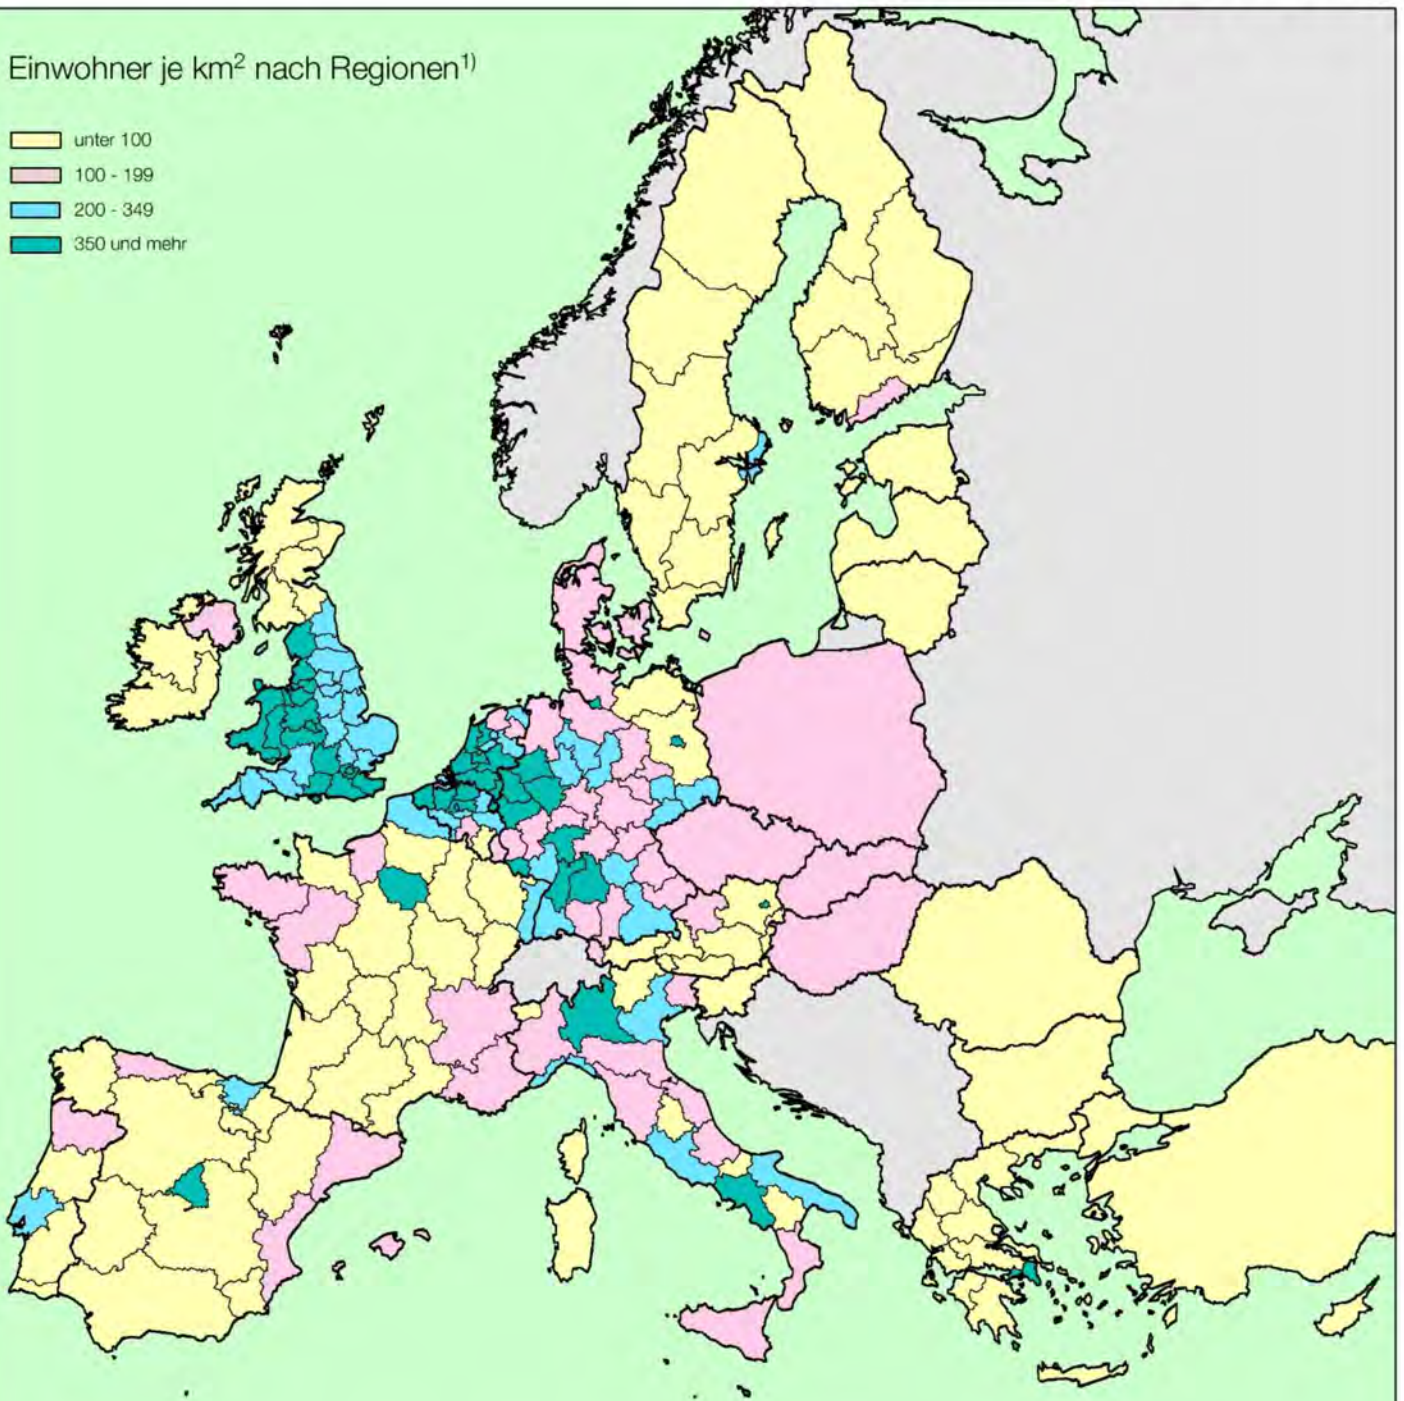 Einwohner je km² nach Regionen¹⁾
unter 100
100 - 199
200 - 349
350 und mehr